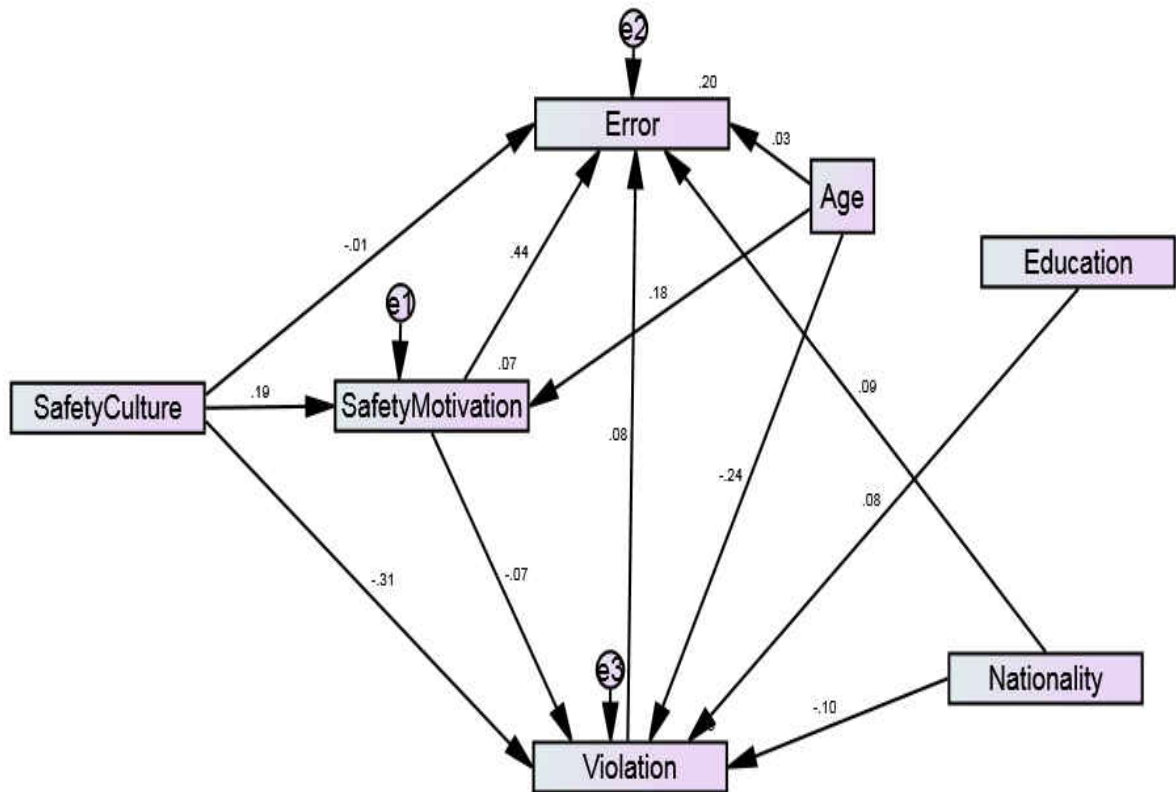 e2
.20
Error
.03
Age
-.01
.44
Education
e1
.18
.07
.19
SafetyCulture
SafetyMotivation
.09
.08
-.24
.08
-.31
-.07
e3
Nationality
-.10
Violation